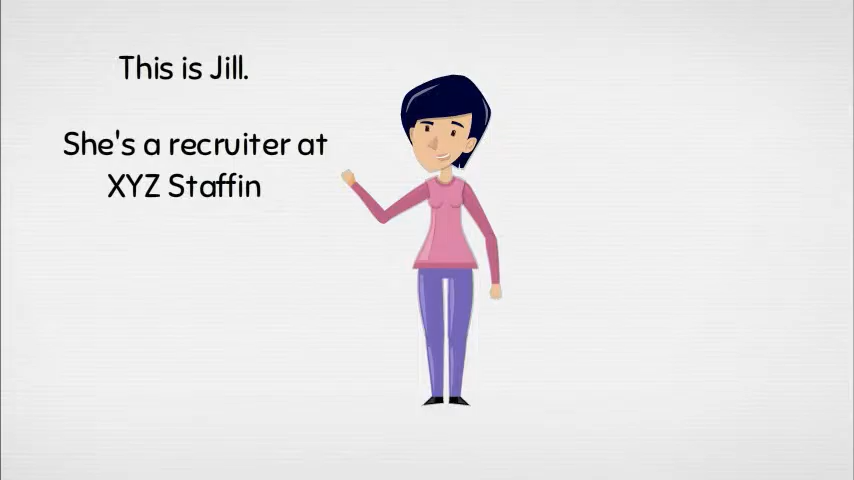 This is Jill.
She's a recruiter at
XYZ Staffin